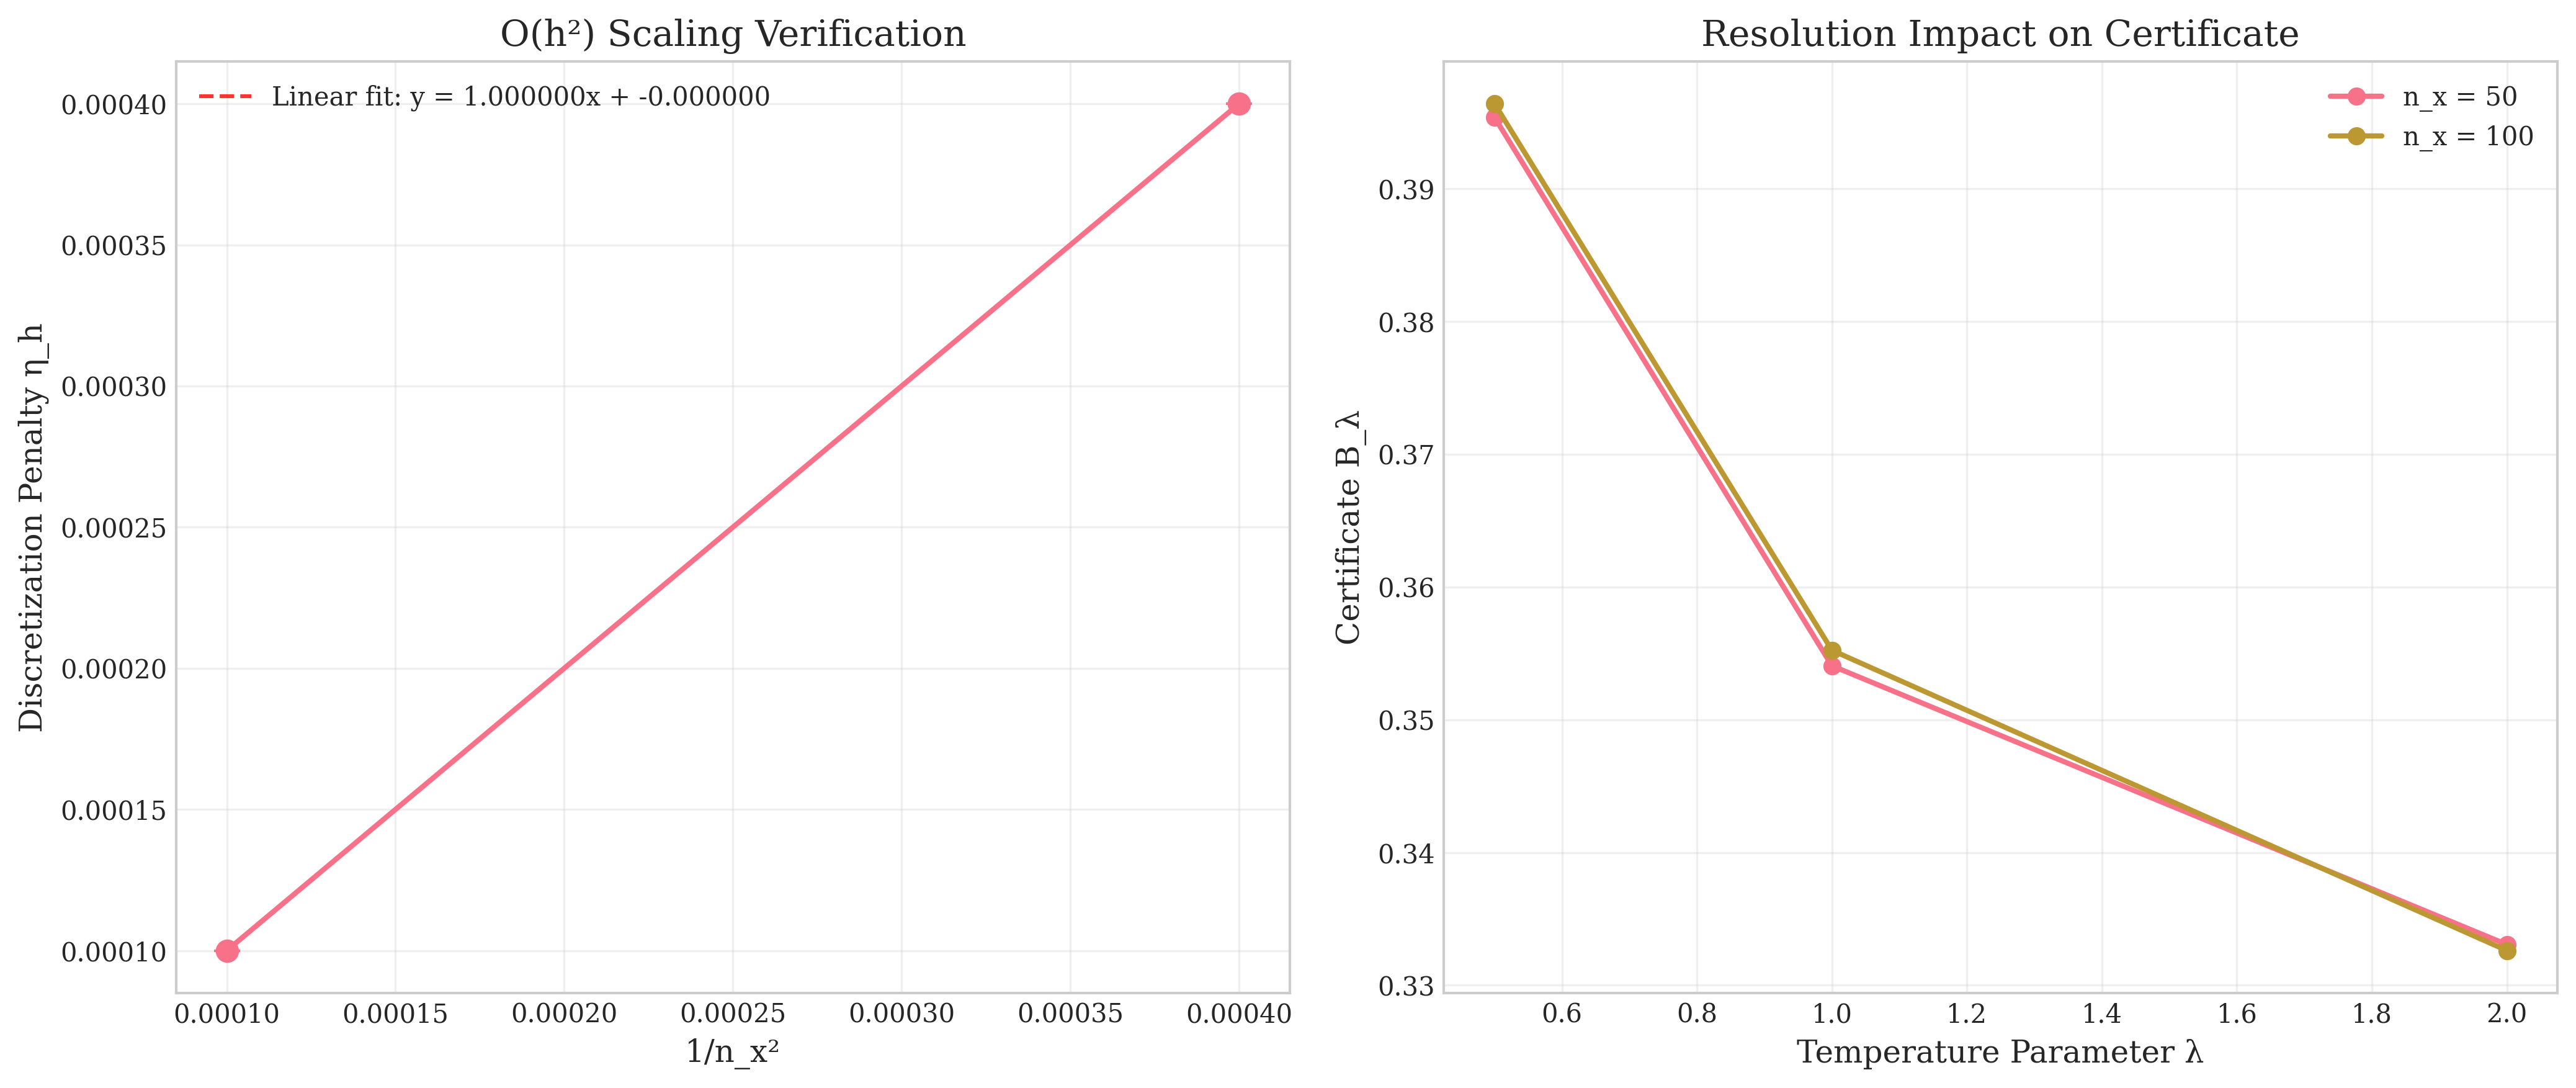 O(h²) Scaling Verification
Linear fit: y = 1.000000x + -0.000000
0.00040
0.00035
0.00030
0.00025
0.00020
0.00015
0.00010
Discretization Penalty η_h
0.00010 0.00015 0.00020 0.00025 0.00030 0.00035 0.00040
1/n_x²
Resolution Impact on Certificate
n_x = 50
n_x = 100
0.39
0.38
0.37
0.36
0.35
0.34
0.33
Certificate B_λ
0.6 0.8 1.0 1.2 1.4 1.6 1.8 2.0
Temperature Parameter λ